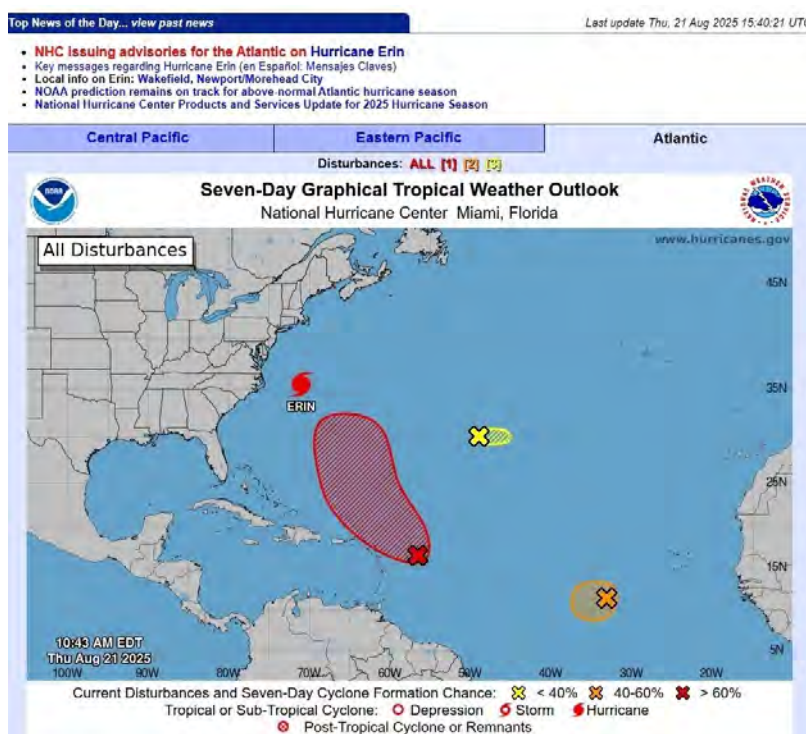 Top News of the Day... view past news Last update Thu, 21 Aug 2025 15:40:21 UTC
NHC issuing advisories for the Atlantic on Hurricane Erin
Key messages regarding Hurricane Erin (en Español: Mensajes Claves)
Local info on Erin: Wakefield, Newport/Morehead City
NOAA prediction remains on track for above-normal Atlantic hurricane season
National Hurricane Center Products and Services Update for 2025 Hurricane Season
Central Pacific Eastern Pacific Atlantic
Disturbances: ALL [1] [2] [3]
NOAA
Seven-Day Graphical Tropical Weather Outlook
National Hurricane Center Miami, Florida
All Disturbances
www.hurricanes.gov
45N
35N
ERIN
25N
15N
5N
10:43 AM EDT
Thu Aug 21 2025
100W 90W 80W 70W 60W 50W 40W 30W 20W
Current Disturbances and Seven-Day Cyclone Formation Chance: < 40% 40-60% > 60%
Tropical or Sub-Tropical Cyclone: Depression Storm Hurricane
Post-Tropical Cyclone or Remnants